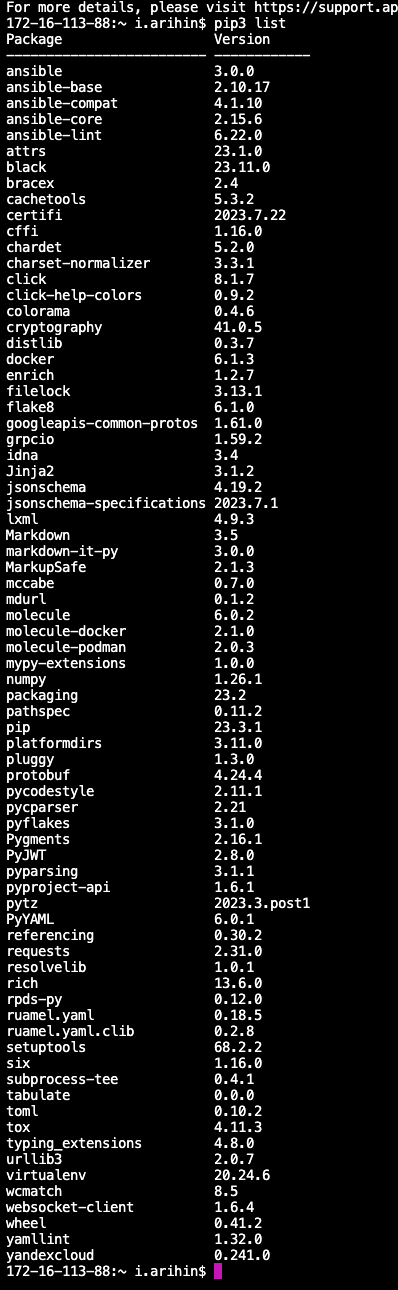 For more details, please visit https://support.ap
172-16-113-88:~ i.arihin$ pip3 list
Package Version
------------------------- ------------
ansible 3.0.0
ansible-base 2.10.17
ansible-compat 4.1.10
ansible-core 2.15.6
ansible-lint 6.22.0
attrs 23.1.0
black 23.11.0
bracex 2.4
cachetools 5.3.2
certifi 2023.7.22
cffi 1.16.0
chardet 5.2.0
charset-normalizer 3.3.1
click 8.1.7
click-help-colors 0.9.2
colorama 0.4.6
cryptography 41.0.5
distlib 0.3.7
docker 6.1.3
enrich 1.2.7
filelock 3.13.1
flake8 6.1.0
googleapis-common-protos 1.61.0
grpcio 1.59.2
idna 3.4
Jinja2 3.1.2
jsonschema 4.19.2
jsonschema-specifications 2023.7.1
lxml 4.9.3
Markdown 3.5
markdown-it-py 3.0.0
MarkupSafe 2.1.3
mccabe 0.7.0
mdurl 0.1.2
molecule 6.0.2
molecule-docker 2.1.0
molecule-podman 2.0.3
mypy-extensions 1.0.0
numpy 1.26.1
packaging 23.2
pathspec 0.11.2
pip 23.3.1
platformdirs 3.11.0
pluggy 1.3.0
protobuf 4.24.4
pycodestyle 2.11.1
pycparser 2.21
pyflakes 3.1.0
Pygments 2.16.1
PyJWT 2.8.0
pyparsing 3.1.1
pyproject-api 1.6.1
pytz 2023.3.post1
PyYAML 6.0.1
referencing 0.30.2
requests 2.31.0
resolvelib 1.0.1
rich 13.6.0
rpds-py 0.12.0
ruamel.yaml 0.18.5
ruamel.yaml.clib 0.2.8
setuptools 68.2.2
six 1.16.0
subprocess-tee 0.4.1
tabulate 0.0.0
toml 0.10.2
tox 4.11.3
typing_extensions 4.8.0
urllib3 2.0.7
virtualenv 20.24.6
wcmatch 8.5
websocket-client 1.6.4
wheel 0.41.2
yamllint 1.32.0
yandexcloud 0.241.0
172-16-113-88:~ i.arihin$